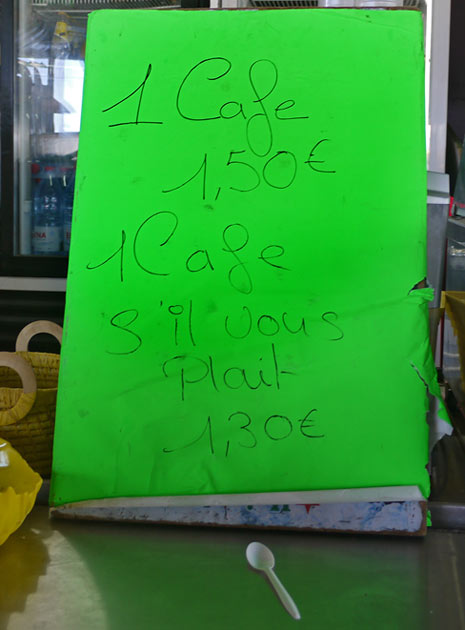 1 Cafe
1,50€
1 Cafe
s'il vous
plait
1,30€